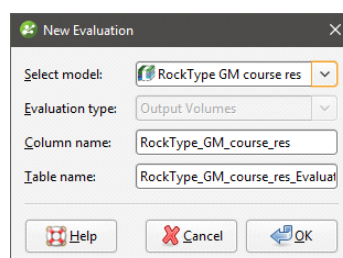 New Evaluation
Select model: RockType GM course res
Evaluation type: Output Volumes
Column name: RockType_GM_course_res
Table name: RockType_GM_course_res_Evaluat
Help Cancel OK